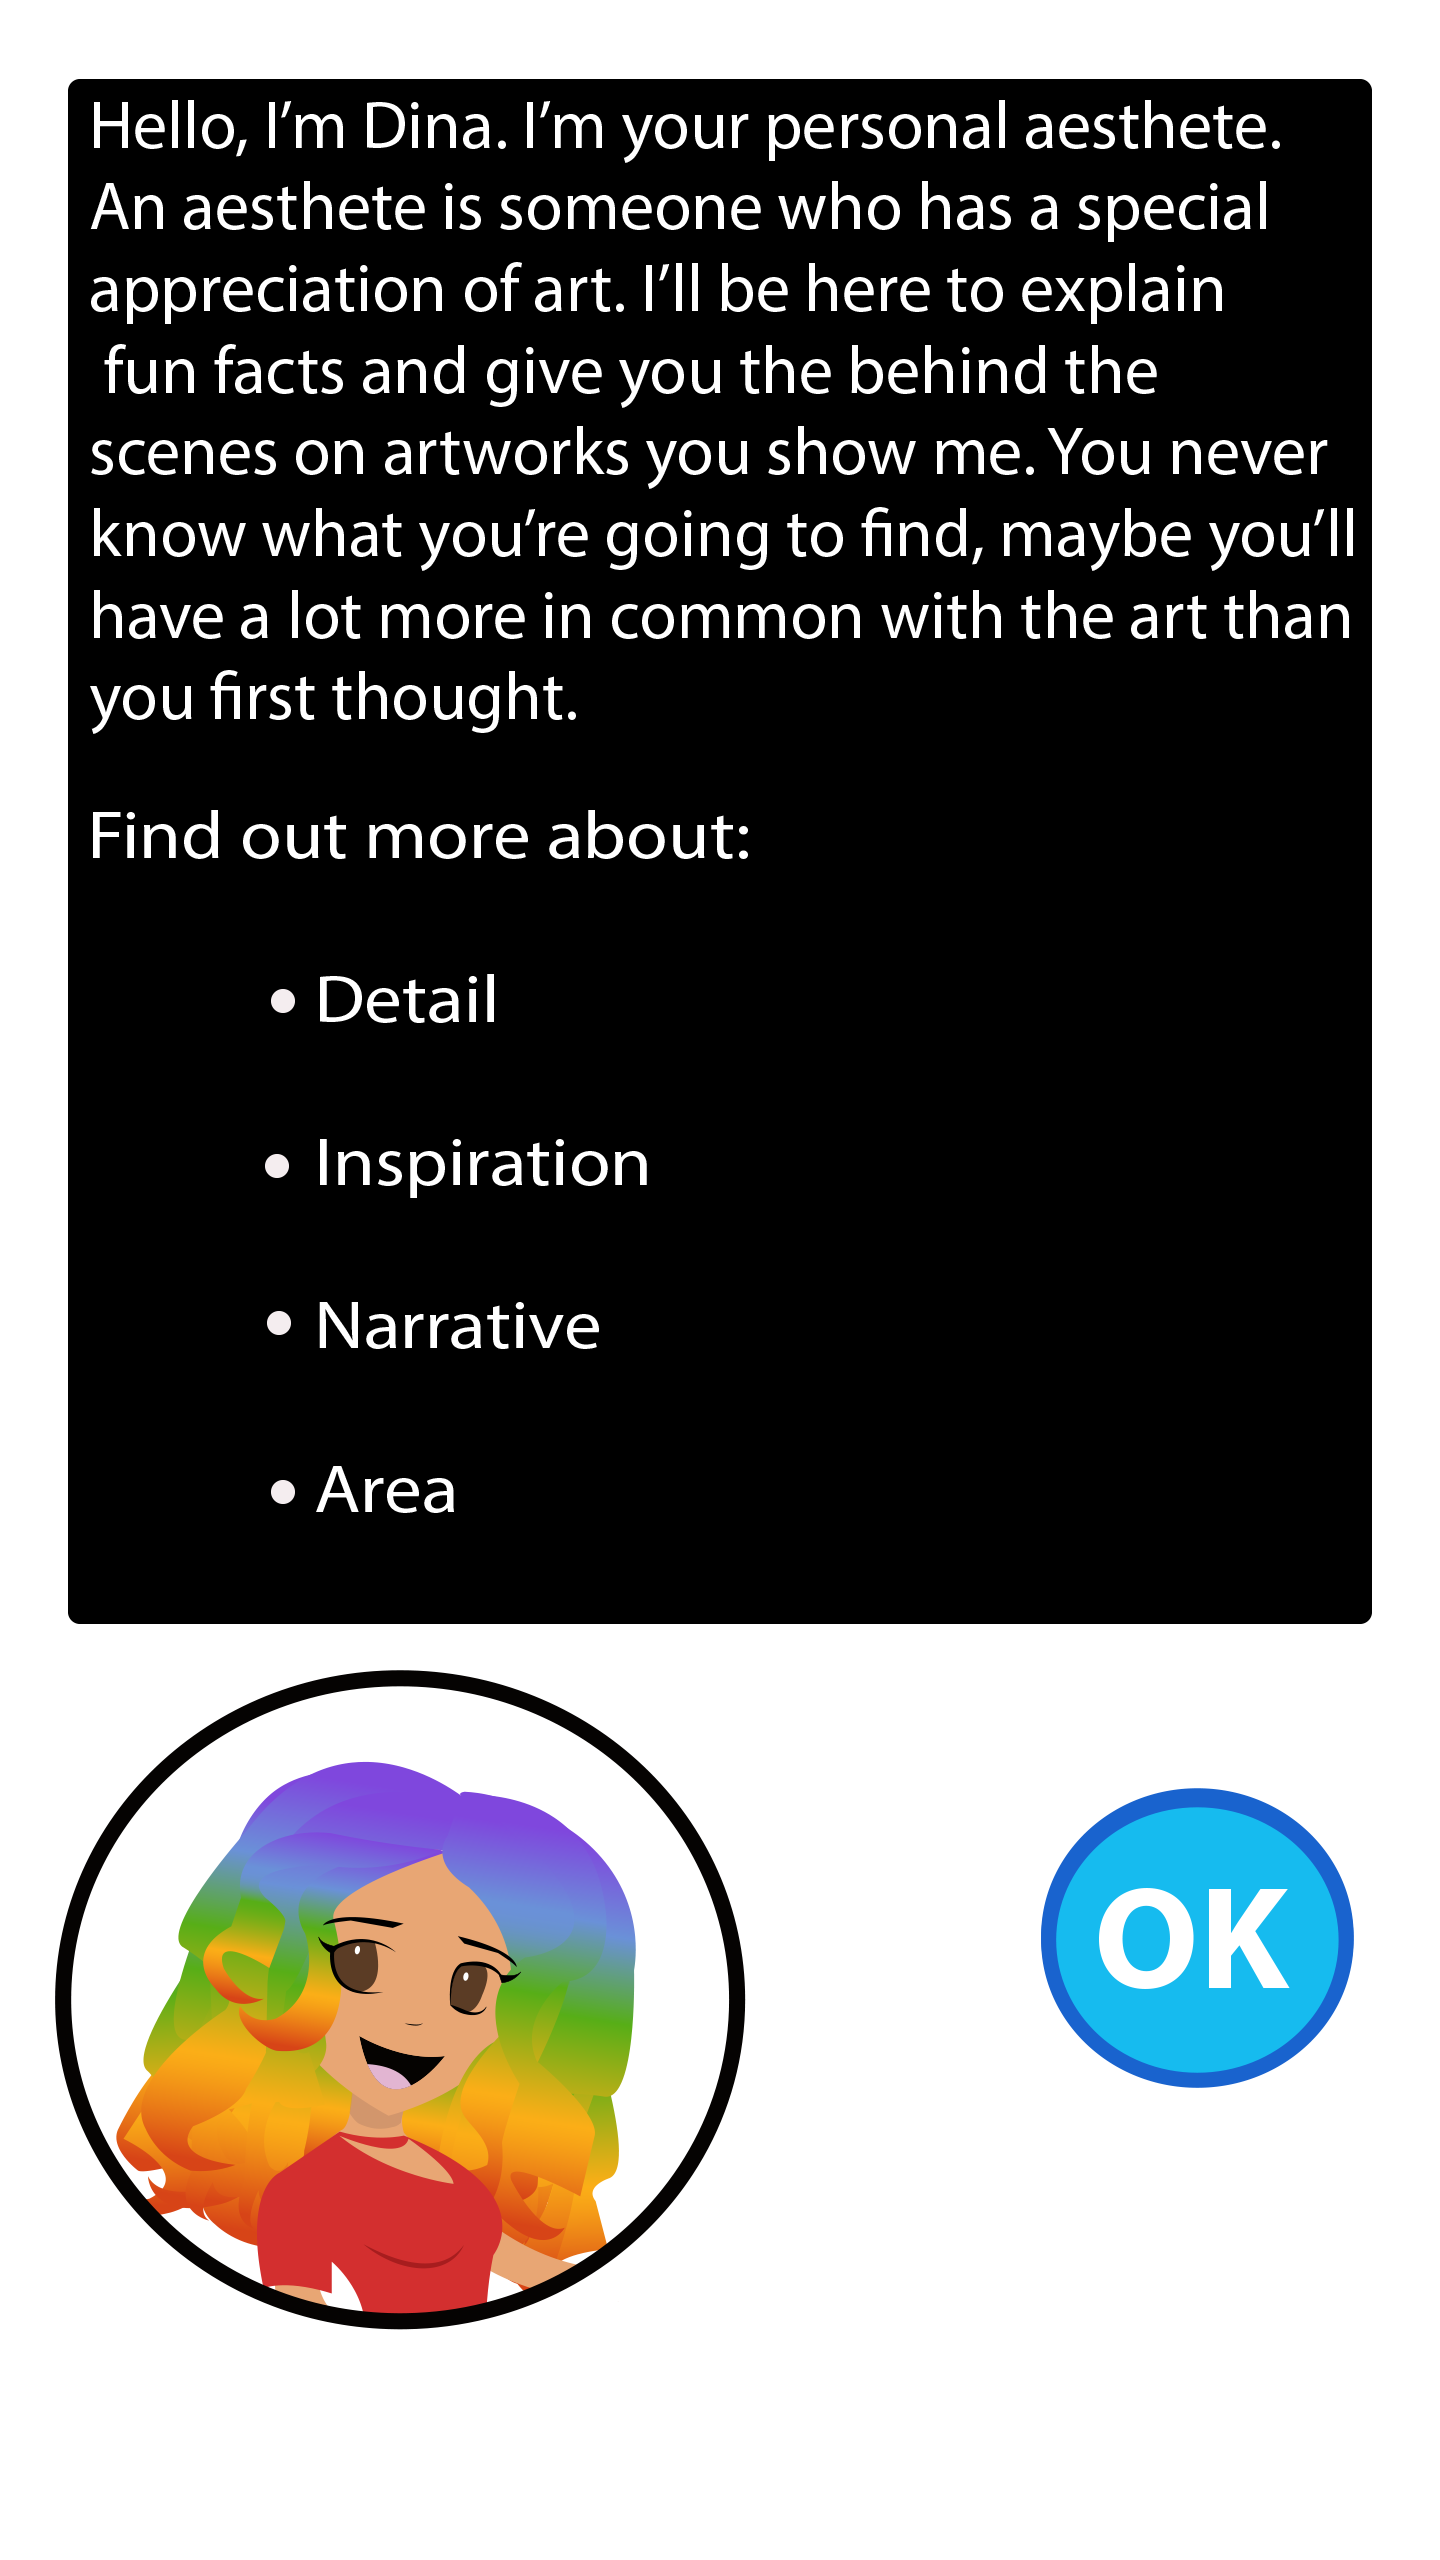 Hello, I’m Dina. I’m your personal aesthete.
An aesthete is someone who has a special
appreciation of art. I’ll be here to explain
fun facts and give you the behind the
scenes on artworks you show me. You never
know what you’re going to find, maybe you’ll
have a lot more in common with the art than
you first thought.
Find out more about:
• Detail
• Inspiration
• Narrative
• Area
OK